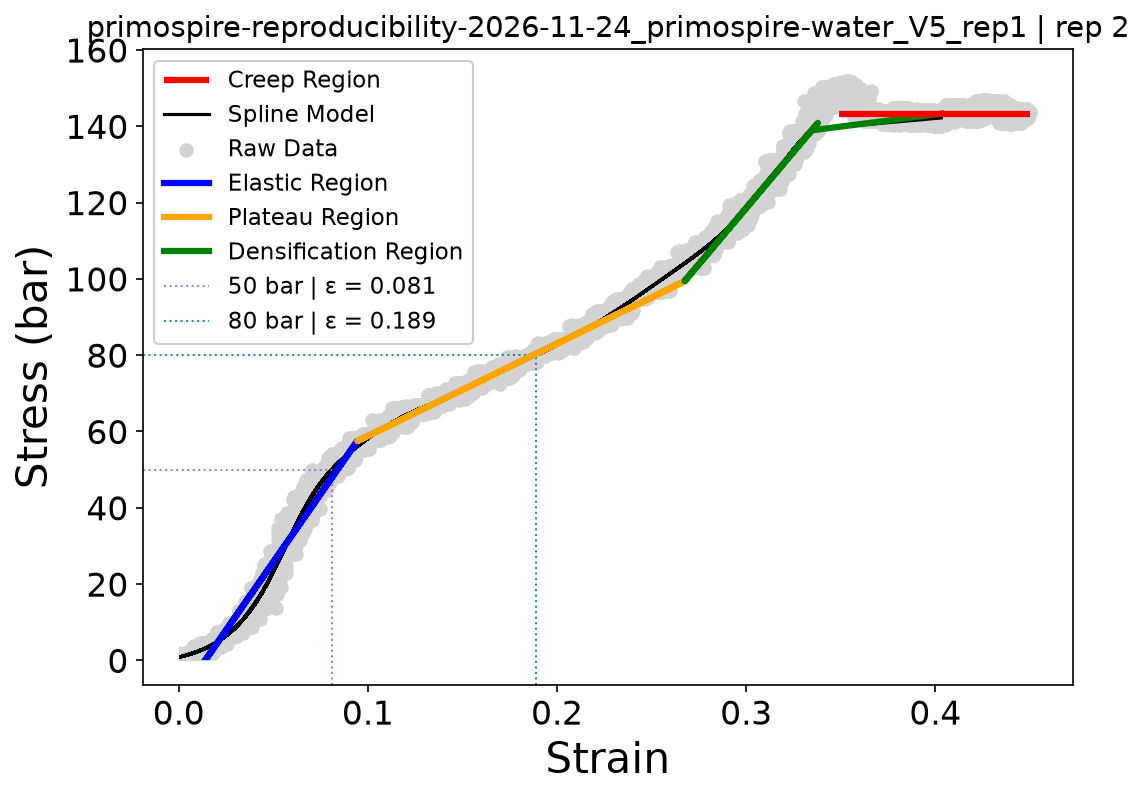 primospire-reproducibility-2026-11-24_primospire-water_V5_rep1 | rep 2
160
140
120
100
80
60
40
20
0
Stress (bar)
Creep Region
Spline Model
Raw Data
Elastic Region
Plateau Region
Densification Region
50 bar | ε = 0.081
80 bar | ε = 0.189
0.0 0.1 0.2 0.3 0.4
Strain